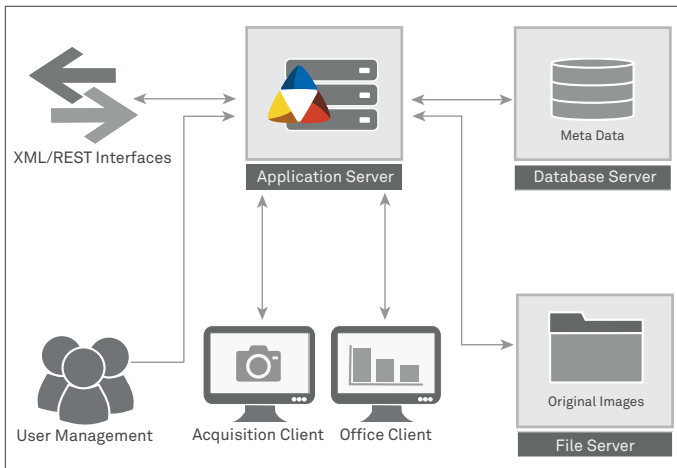 XML/REST Interfaces
Application Server
Meta Data
Database Server
User Management
Acquisition Client
Office Client
Original Images
File Server